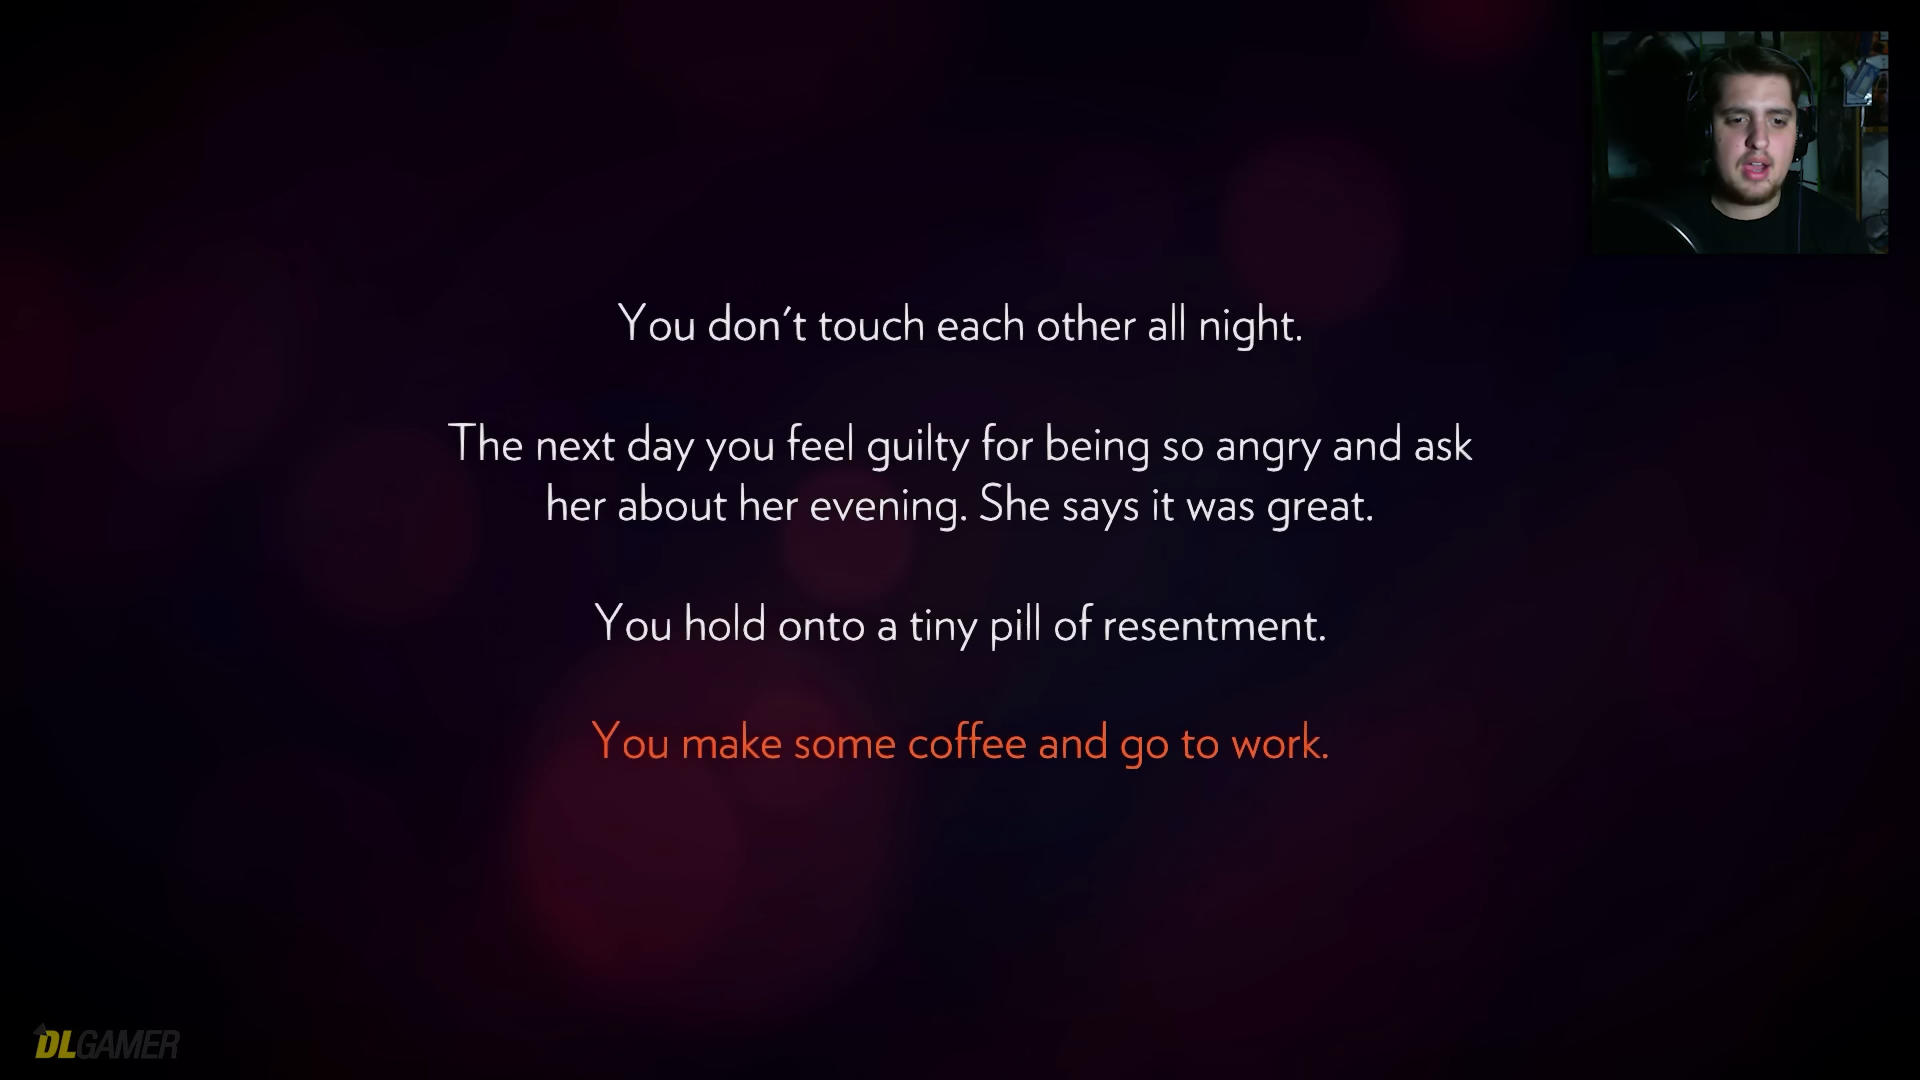 You don't touch each other all night.
The next day you feel guilty for being so angry and ask
her about her evening. She says it was great.
You hold onto a tiny pill of resentment.
You make some coffee and go to work.
DLGAMER